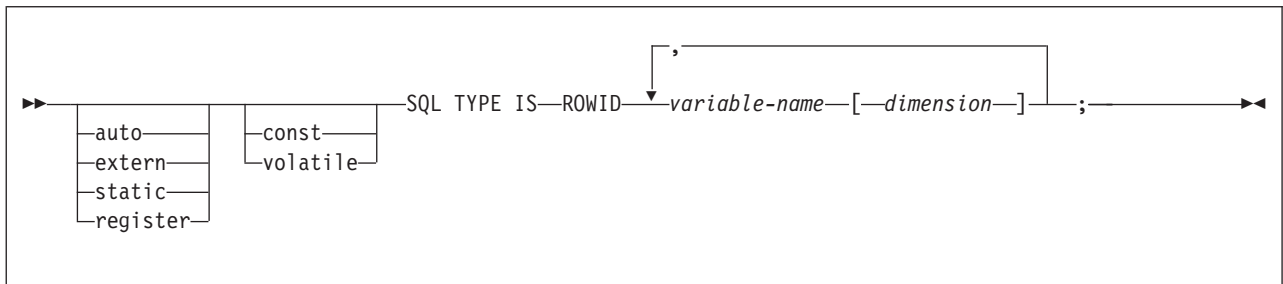 ,
SQL TYPE IS ROWID variable-name [ dimension ] ;
auto const
extern volatile
static
register